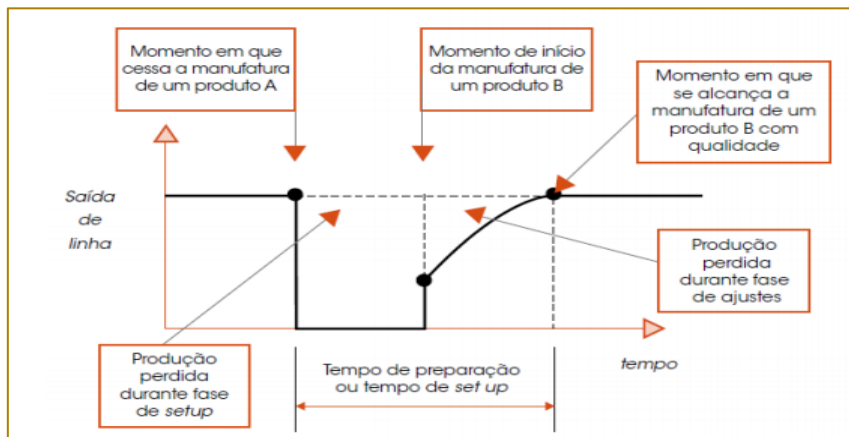 Momento em que
cessa a manufatura
de um produto A
Momento de início
da manufatura de
um produto B
Momento em que
se alcança a
manufatura de um
produto B com
qualidade
Saída
de
linha
Produção
perdida
durante fase
de ajustes
Produção
perdida
durante fase
de setup
Tempo de preparação
ou tempo de set up
tempo